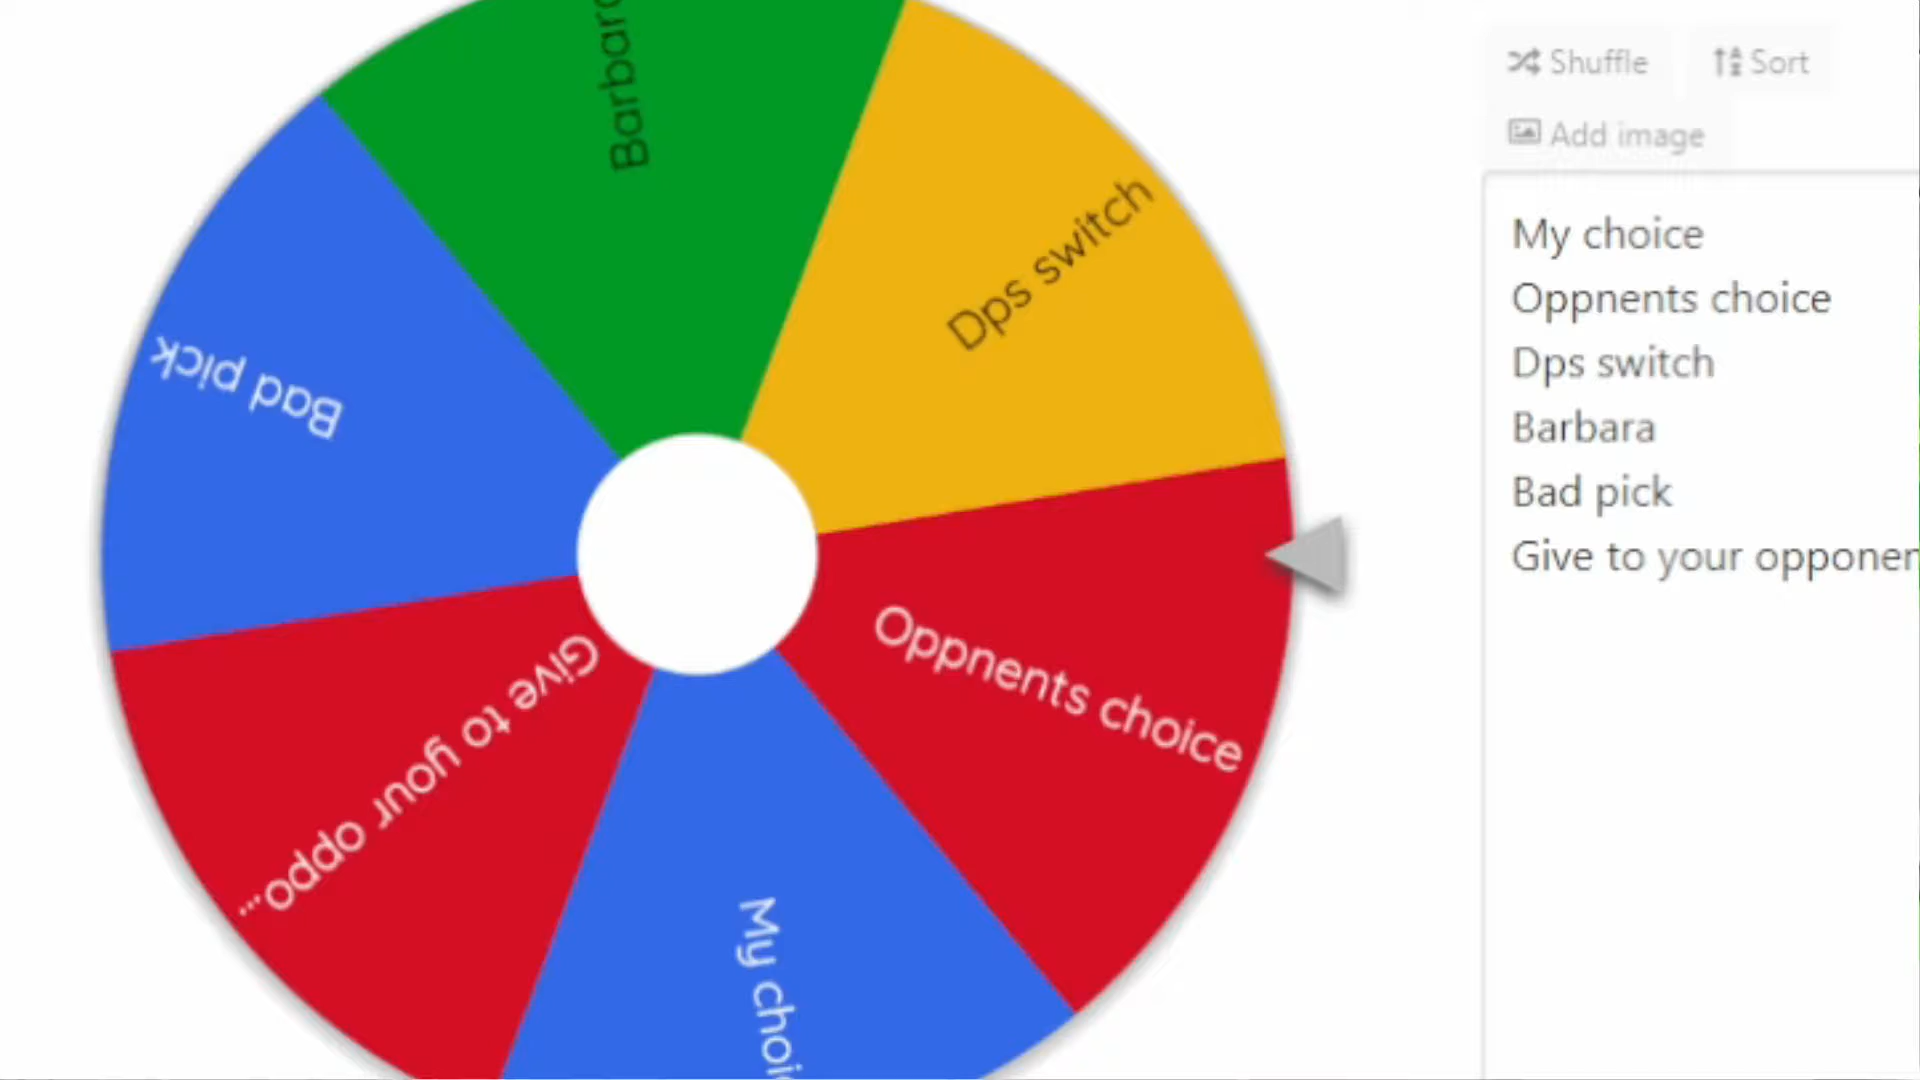 Shuffle
Sort
Add image
My choice
Oppnents choice
Dps switch
Barbara
Bad pick
Give to your opponen
Barbar
Dps switch
Bad pick
Oppnents choice
Give to your oppo...
My choi